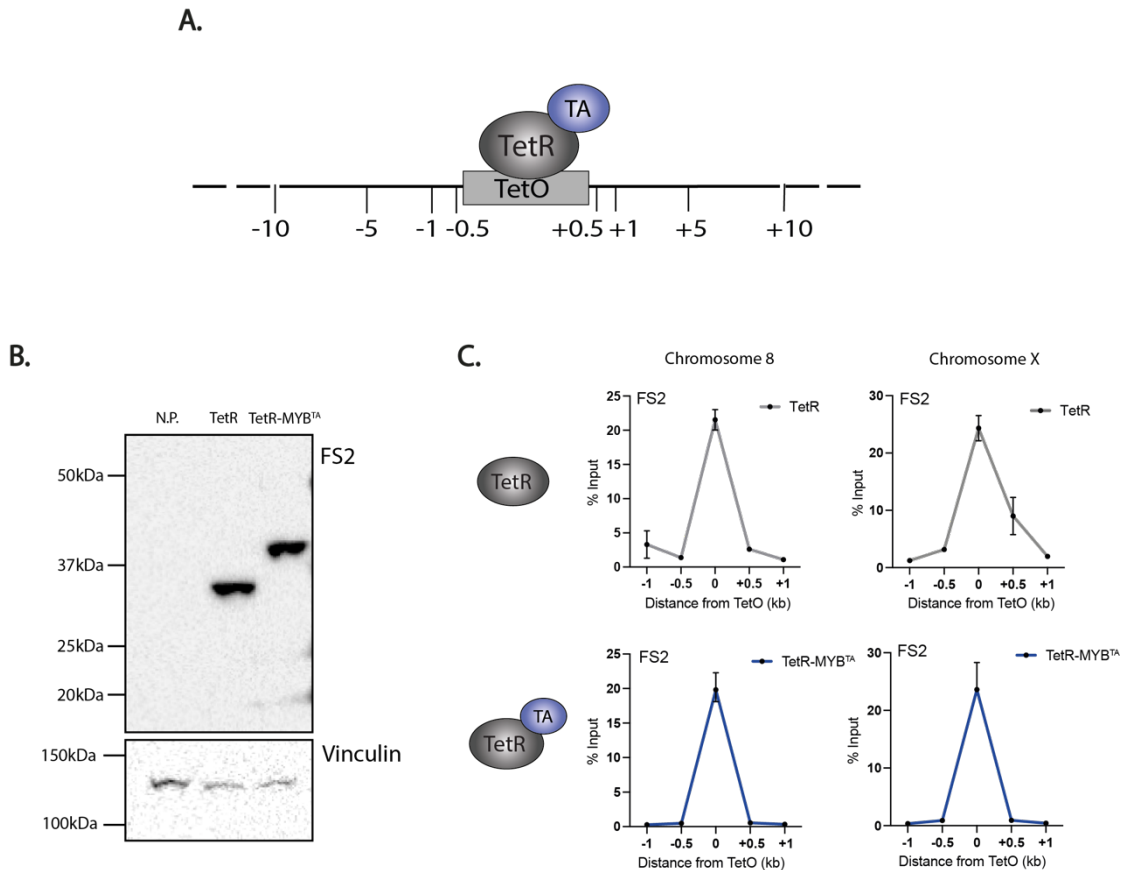 A.
TA
TetR
TetO
-10 -5 -1 -0.5 +0.5 +1 +5 +10
B.
N.P. TetR TetR-MYBᵀᴬ
FS2
50kDa
37kDa
25kDa
20kDa
Vinculin
150kDa
100kDa
C.
Chromosome 8 Chromosome X
TetR
FS2
TetR
% Input
25
20
15
10
5
0
-1 -0.5 0 +0.5 +1
Distance from TetO (kb)
FS2
TetR
% Input
30
20
10
0
-1 -0.5 0 +0.5 +1
Distance from TetO (kb)
TA
TetR
FS2
TetR-MYBᵀᴬ
% Input
25
20
15
10
5
0
-1 -0.5 0 +0.5 +1
Distance from TetO (kb)
FS2
TetR-MYBᵀᴬ
% Input
30
20
10
0
-1 -0.5 0 +0.5 +1
Distance from TetO (kb)